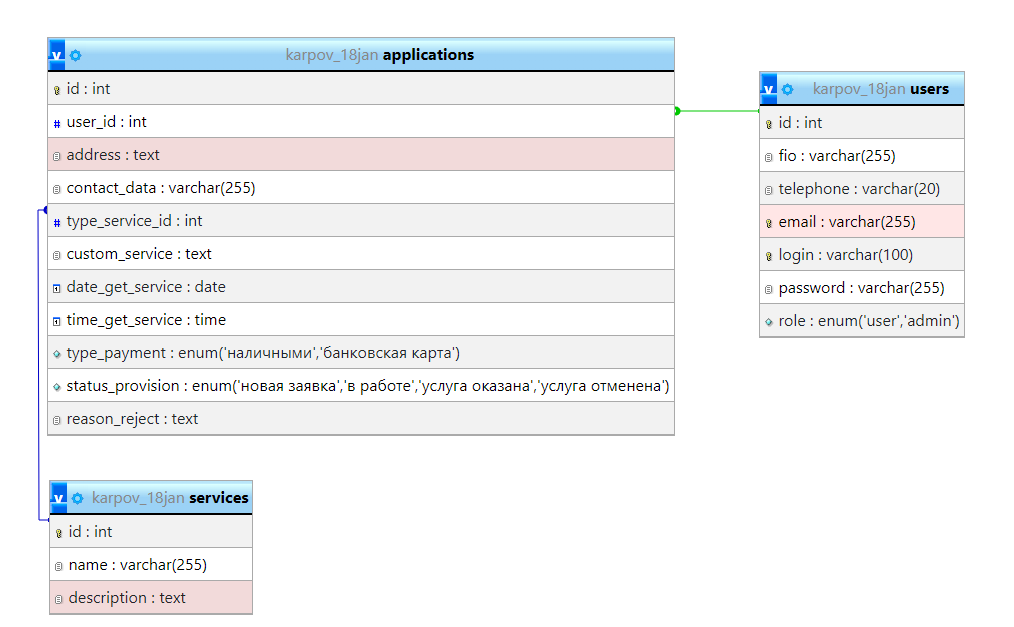 karpov_18jan applications
id : int
user_id : int
address : text
contact_data : varchar(255)
type_service_id : int
custom_service : text
date_get_service : date
time_get_service : time
type_payment : enum('наличными','банковская карта')
status_provision : enum('новая заявка','в работе','услуга оказана','услуга отменена')
reason_reject : text
karpov_18jan users
id : int
fio : varchar(255)
telephone : varchar(20)
email : varchar(255)
login : varchar(100)
password : varchar(255)
role : enum('user','admin')
karpov_18jan services
id : int
name : varchar(255)
description : text